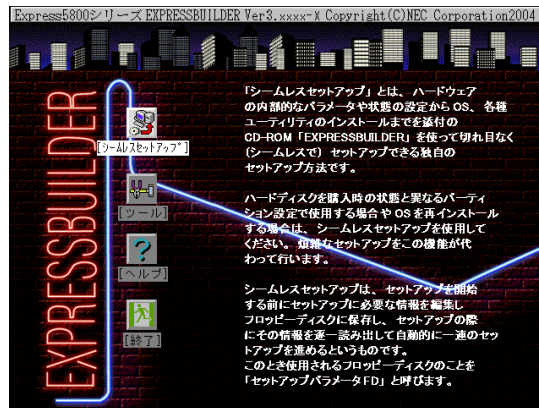 Express5800シリーズ EXPRESSBUILDER Ver3.xxxx-X Copyright(C)NEC Corporation2004
EXPRESSBUILDER
[シームレスセットアップ]
[ツール]
[ヘルプ]
[終了]
「シームレスセットアップ」とは、ハードウェア
の内部的なパラメータや状態の設定からOS、各種
ユーティリティのインストールまでを添付の
CD-ROM「EXPRESSBUILDER」を使って切れ目なく
(シームレスで) セットアップできる独自の
セットアップ方法です。
ハードディスクを購入時の状態と異なるパーティ
ション設定で使用する場合やOSを再インストール
する場合は、シームレスセットアップを使用して
ください。煩雑なセットアップをこの機能が代
わって行います。
シームレスセットアップは、セットアップを開始
する前にセットアップに必要な情報を編集し
フロッピーディスクに保存し、セットアップの際
にその情報を逐一読み出して自動的に一連のセッ
トアップを進めるというものです。
このとき使用されるフロッピーディスクのことを
「セットアップパラメータFD」と呼びます。